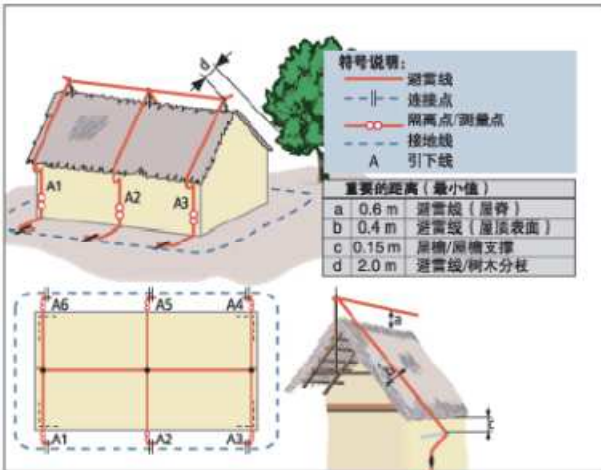 d
A1
A2
A3
符号说明:
避雷线
连接点
隔离点/测量点
接地线
A 引下线
重要的距离(最小值)
a 0.6 m 避雷线(屋脊)
b 0.4 m 避雷线(屋顶表面)
c 0.15 m 屋檐/屋檐支撑
d 2.0 m 避雷线/树木分枝
A6 A5 A4
A1 A2 A3
a
b
c